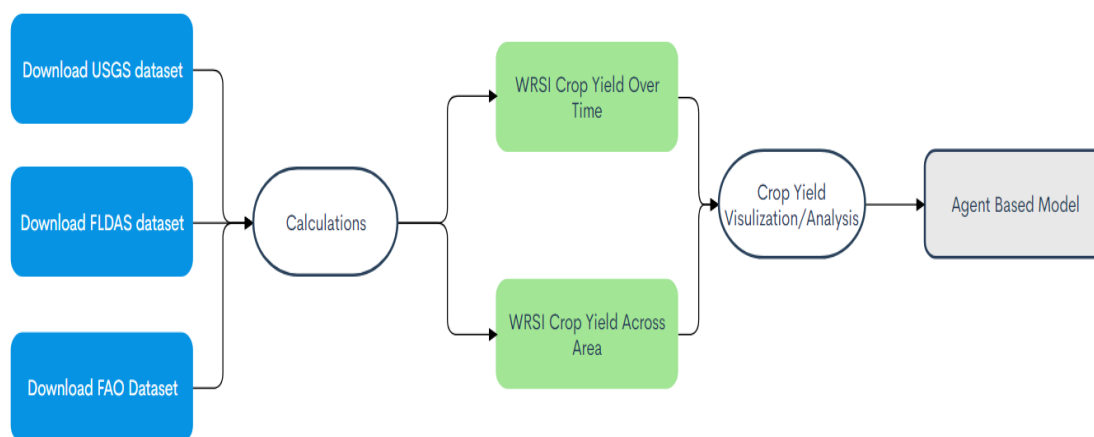 Download USGS dataset
Download FLDAS dataset
Download FAO Dataset
Calculations
WRSI Crop Yield Over
Time
WRSI Crop Yield Across
Area
Crop Yield
Visulization/Analysis
Agent Based Model